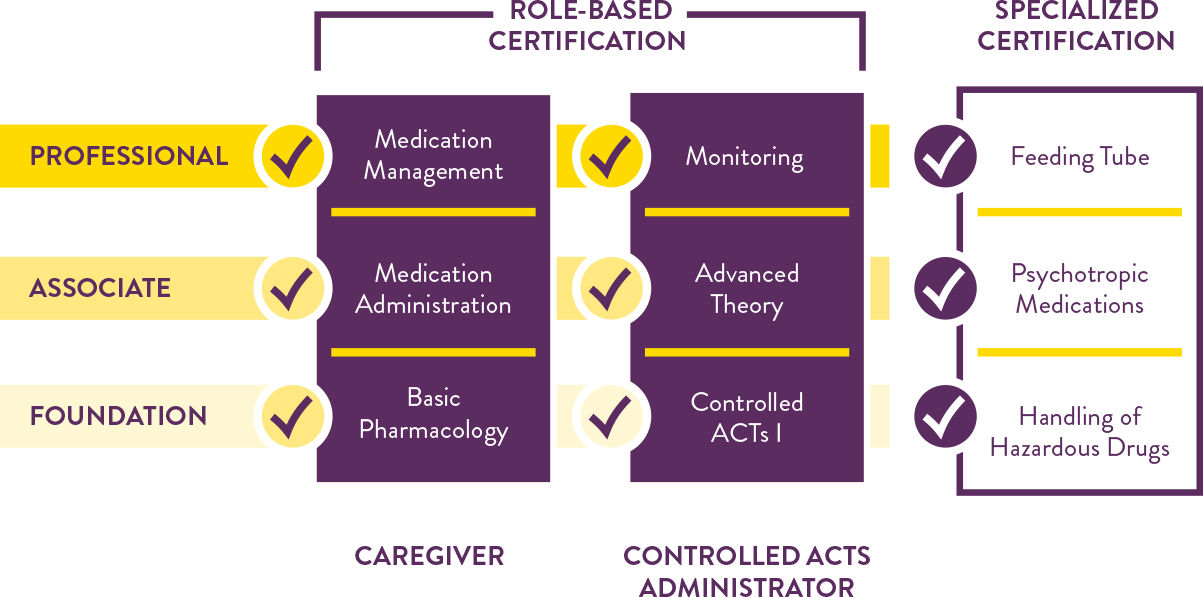 ROLE-BASED
CERTIFICATION
SPECIALIZED
CERTIFICATION
PROFESSIONAL
Medication
Management
Monitoring
Feeding Tube
ASSOCIATE
Medication
Administration
Advanced
Theory
Psychotropic
Medications
FOUNDATION
Basic
Pharmacology
Controlled
ACTs I
Handling of
Hazardous Drugs
CAREGIVER
CONTROLLED ACTS
ADMINISTRATOR